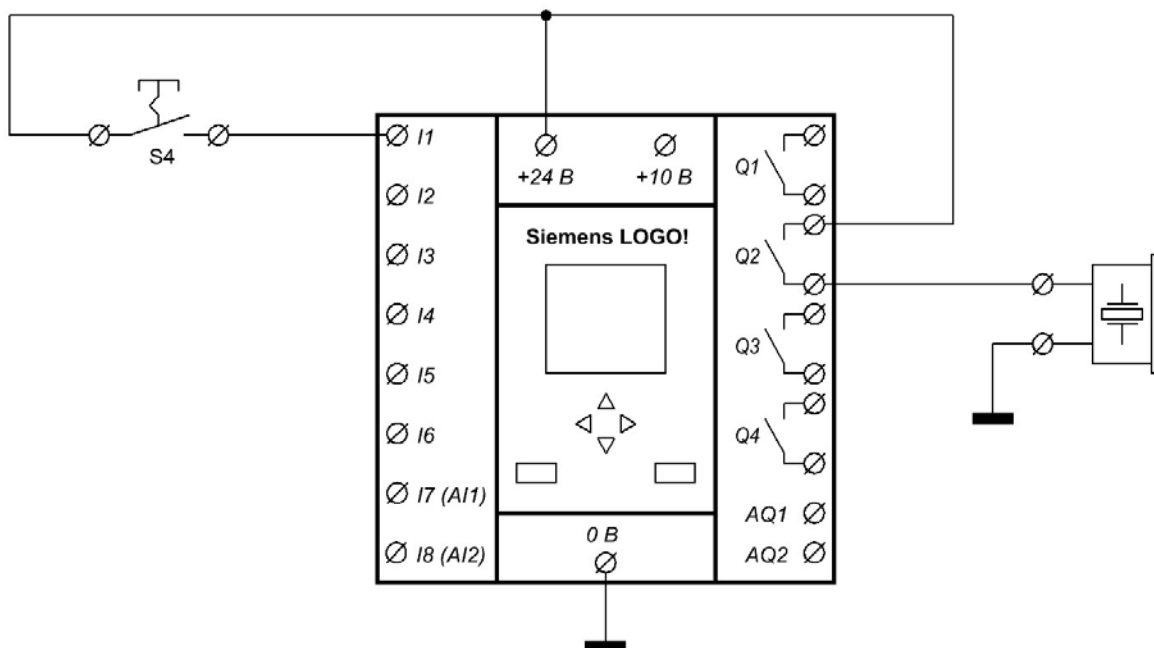 S4
I1
I2
I3
I4
I5
I6
I7 (AI1)
I8 (AI2)
+24 В
+10 В
Siemens LOGO!
0 В
Q1
Q2
Q3
Q4
AQ1
AQ2